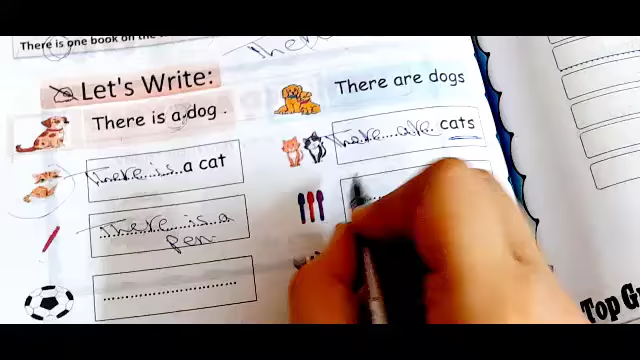 There is one book on the
Let's Write:
There is a dog .
There is a cat
There is a
pen
There are dogs
There are cats
Top Gr